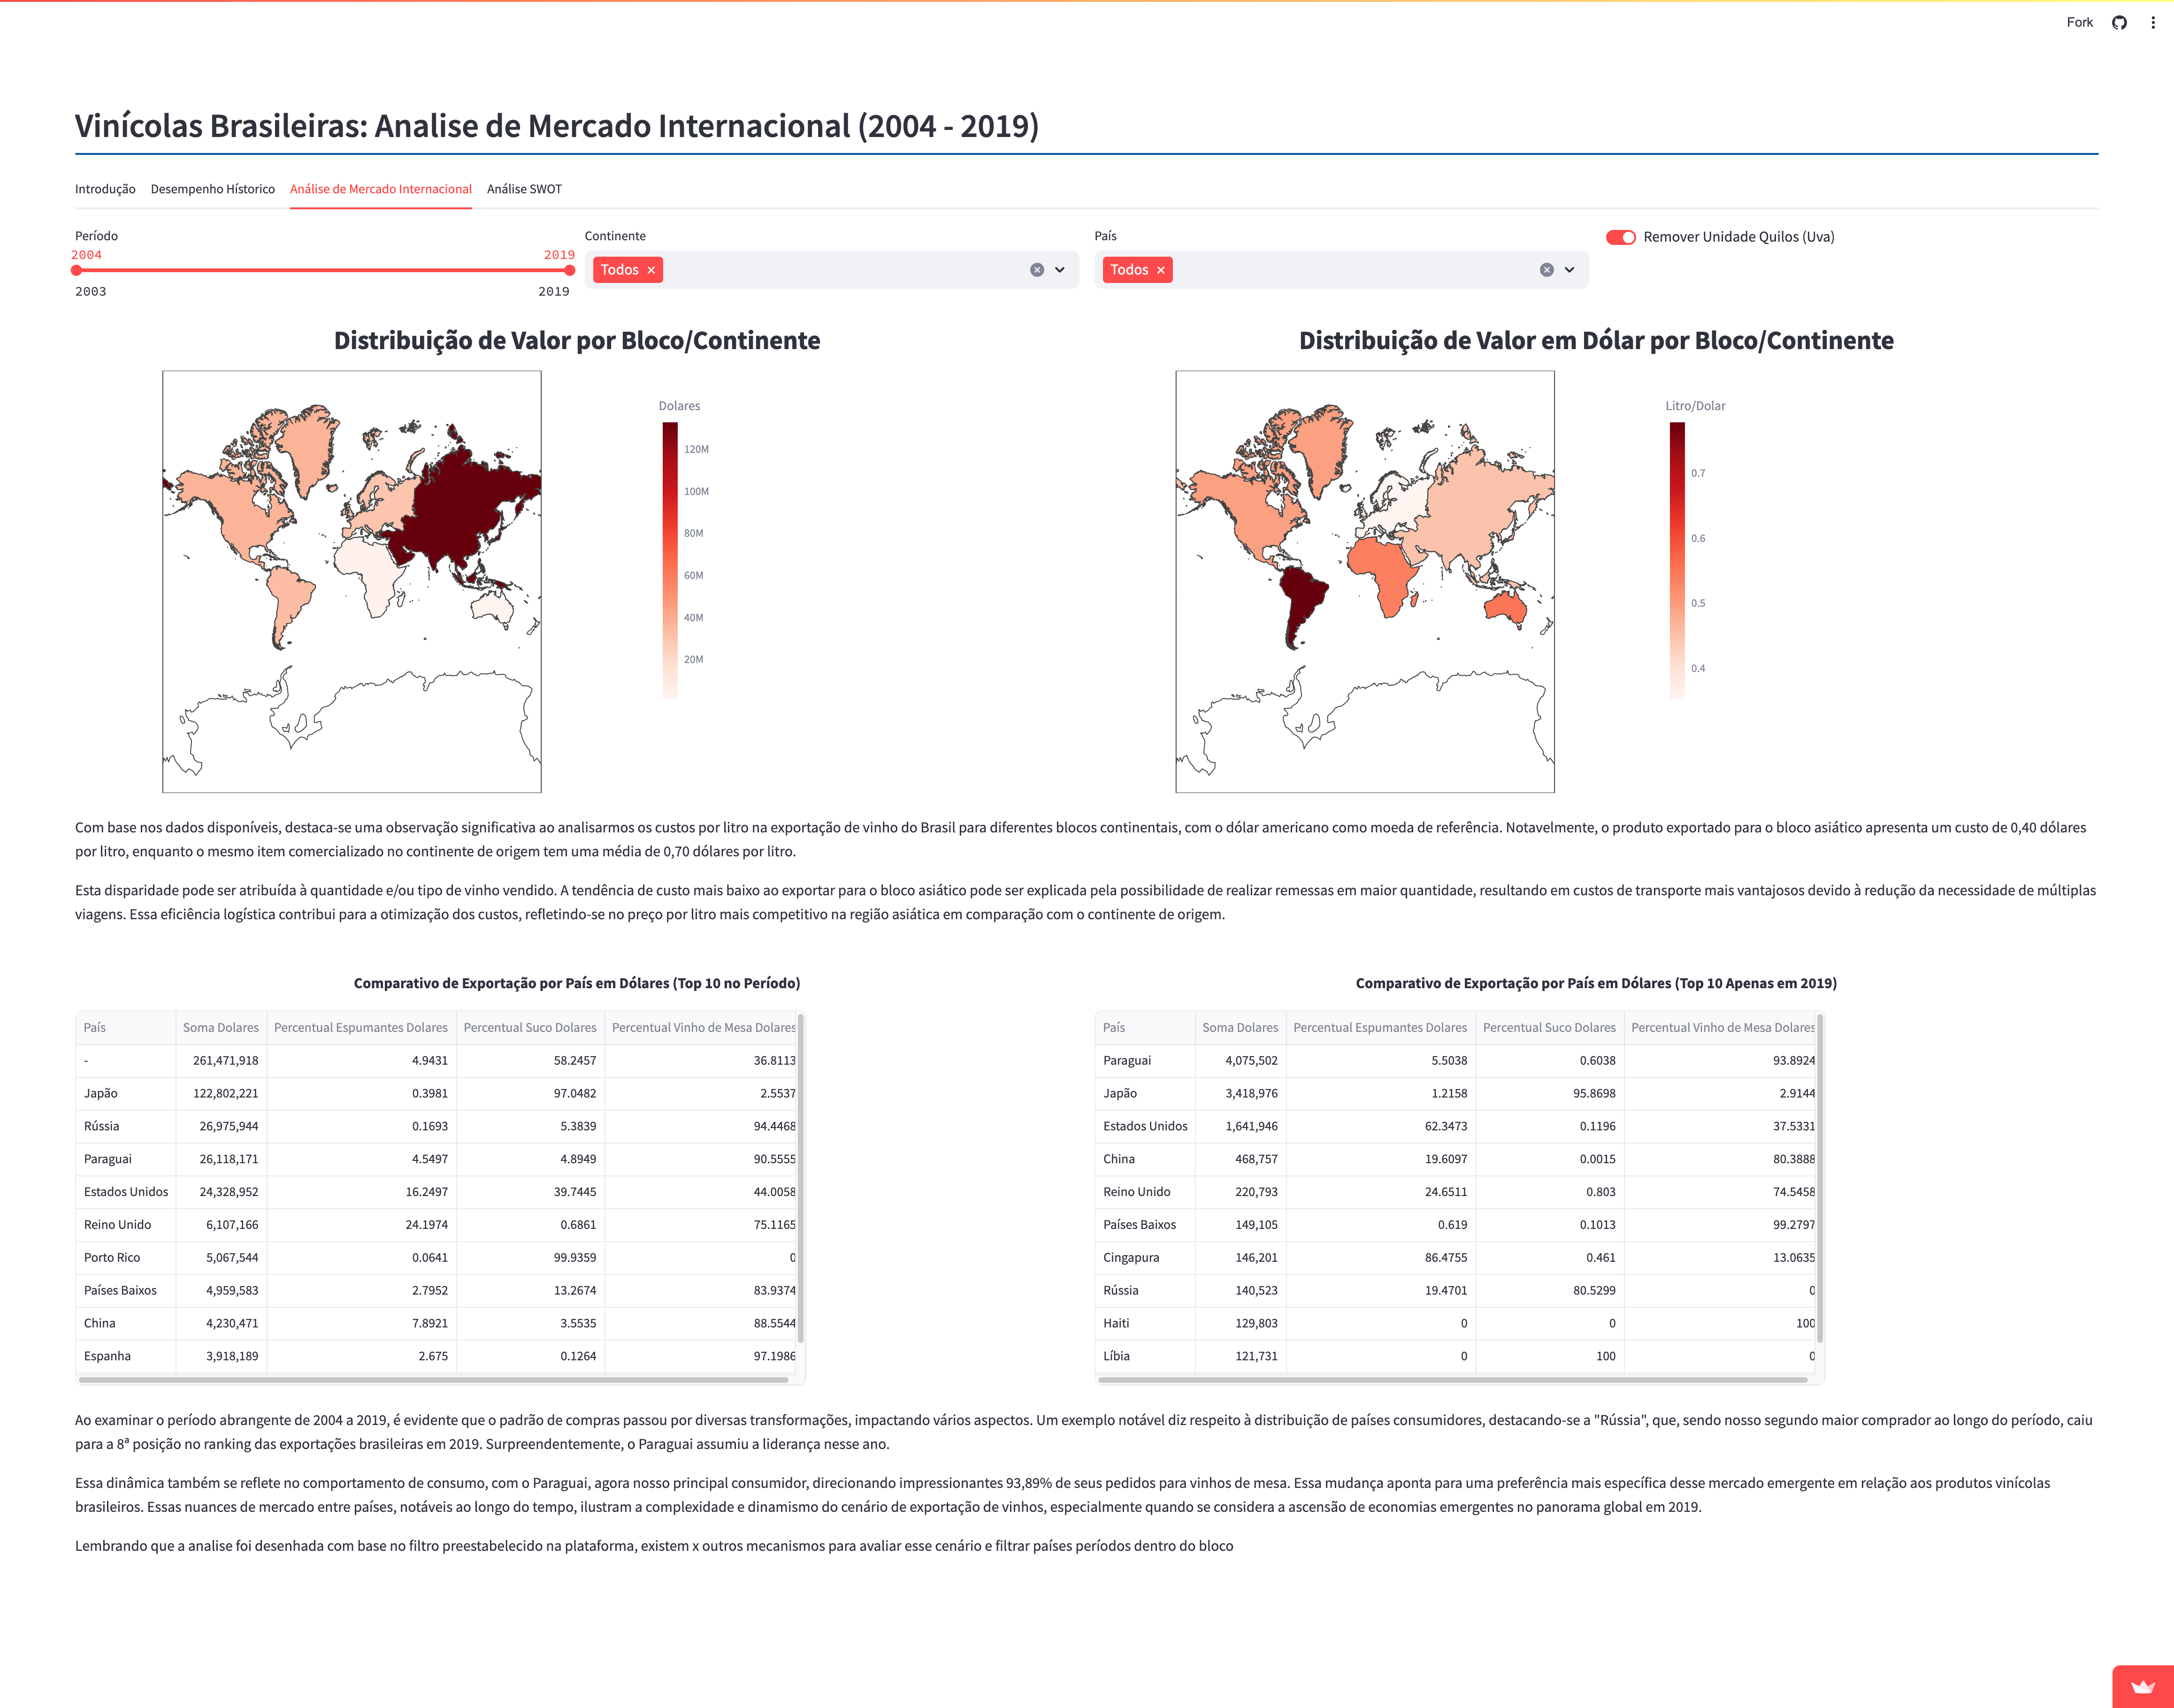 Fork
Vinícolas Brasileiras: Analise de Mercado Internacional (2004 - 2019)
Introdução Desempenho Hístorico Análise de Mercado Internacional Análise SWOT
Período
2004 2019
2003 2019
Continente
Todos
País
Todos
Remover Unidade Quilos (Uva)
Distribuição de Valor por Bloco/Continente
Dolares
120M
100M
80M
60M
40M
20M
Distribuição de Valor em Dólar por Bloco/Continente
Litro/Dolar
0.7
0.6
0.5
0.4
Com base nos dados disponíveis, destaca-se uma observação significativa ao analisarmos os custos por litro na exportação de vinho do Brasil para diferentes blocos continentais, com o dólar americano como moeda de referência. Notavelmente, o produto exportado para o bloco asiático apresenta um custo de 0,40 dólares
por litro, enquanto o mesmo item comercializado no continente de origem tem uma média de 0,70 dólares por litro.
Esta disparidade pode ser atribuída à quantidade e/ou tipo de vinho vendido. A tendência de custo mais baixo ao exportar para o bloco asiático pode ser explicada pela possibilidade de realizar remessas em maior quantidade, resultando em custos de transporte mais vantajosos devido à redução da necessidade de múltiplas
viagens. Essa eficiência logística contribui para a otimização dos custos, refletindo-se no preço por litro mais competitivo na região asiática em comparação com o continente de origem.
Comparativo de Exportação por País em Dólares (Top 10 no Período)
País Soma Dolares Percentual Espumantes Dolares Percentual Suco Dolares Percentual Vinho de Mesa Dolares
- 261,471,918 4.9431 58.2457 36.8113
Japão 122,802,221 0.3981 97.0482 2.5537
Rússia 26,975,944 0.1693 5.3839 94.4468
Paraguai 26,118,171 4.5497 4.8949 90.5555
Estados Unidos 24,328,952 16.2497 39.7445 44.0058
Reino Unido 6,107,166 24.1974 0.6861 75.1165
Porto Rico 5,067,544 0.0641 99.9359 0
Países Baixos 4,959,583 2.7952 13.2674 83.9374
China 4,230,471 7.8921 3.5535 88.5544
Espanha 3,918,189 2.675 0.1264 97.1986
Comparativo de Exportação por País em Dólares (Top 10 Apenas em 2019)
País Soma Dolares Percentual Espumantes Dolares Percentual Suco Dolares Percentual Vinho de Mesa Dolares
Paraguai 4,075,502 5.5038 0.6038 93.8924
Japão 3,418,976 1.2158 95.8698 2.9144
Estados Unidos 1,641,946 62.3473 0.1196 37.5331
China 468,757 19.6097 0.0015 80.3888
Reino Unido 220,793 24.6511 0.803 74.5458
Países Baixos 149,105 0.619 0.1013 99.2797
Cingapura 146,201 86.4755 0.461 13.0635
Rússia 140,523 19.4701 80.5299 0
Haiti 129,803 0 0 100
Líbia 121,731 0 100 0
Ao examinar o período abrangente de 2004 a 2019, é evidente que o padrão de compras passou por diversas transformações, impactando vários aspectos. Um exemplo notável diz respeito à distribuição de países consumidores, destacando-se a "Rússia", que, sendo nosso segundo maior comprador ao longo do período, caiu
para a 8ª posição no ranking das exportações brasileiras em 2019. Surpreendentemente, o Paraguai assumiu a liderança nesse ano.
Essa dinâmica também se reflete no comportamento de consumo, com o Paraguai, agora nosso principal consumidor, direcionando impressionantes 93,89% de seus pedidos para vinhos de mesa. Essa mudança aponta para uma preferência mais específica desse mercado emergente em relação aos produtos vinícolas
brasileiros. Essas nuances de mercado entre países, notáveis ao longo do tempo, ilustram a complexidade e dinamismo do cenário de exportação de vinhos, especialmente quando se considera a ascensão de economias emergentes no panorama global em 2019.
Lembrando que a analise foi desenhada com base no filtro preestabelecido na plataforma, existem x outros mecanismos para avaliar esse cenário e filtrar países períodos dentro do bloco